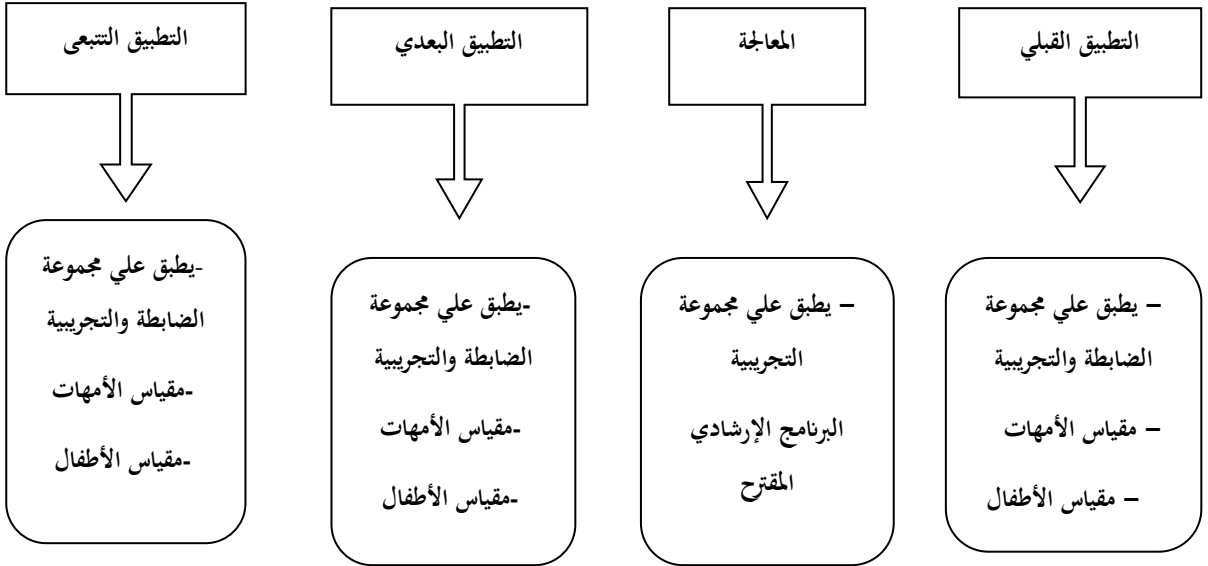 التطبيق القبلي
المعالجة
التطبيق البعدي
التطبيق التتبعى
– يطبق علي مجموعة
الضابطة والتجريبية
– مقياس الأمهات
– مقياس الأطفال
– يطبق علي مجموعة
التجريبية
البرنامج الإرشادي
المقترح
-يطبق علي مجموعة
الضابطة والتجريبية
-مقياس الأمهات
-مقياس الأطفال
-يطبق علي مجموعة
الضابطة والتجريبية
-مقياس الأمهات
-مقياس الأطفال